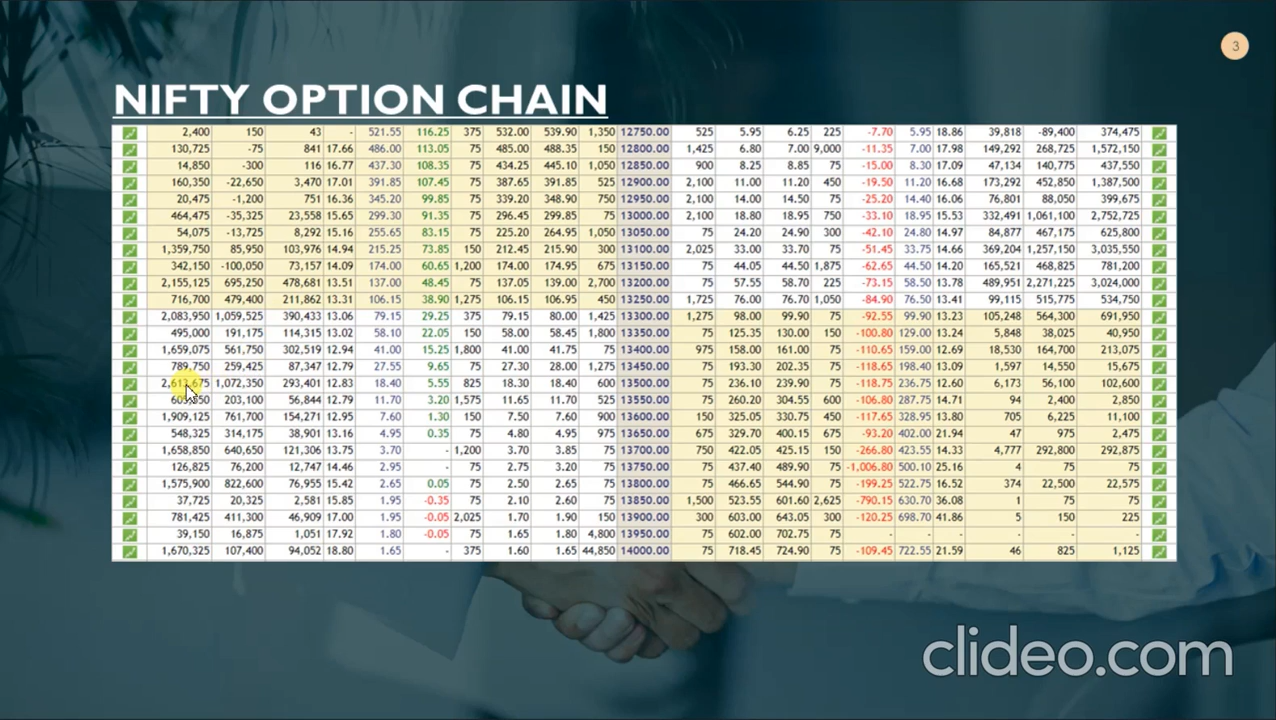 3
NIFTY OPTION CHAIN
2,400 150 43 - 521.55 116.25 375 532.00 539.90 1,350 12750.00 525 5.95 6.25 225 -7.70 5.95 18.86 39,818 -89,400 374,475
130,725 -75 841 17.66 486.00 113.05 75 485.00 488.35 150 12800.00 1,425 6.80 7.00 9,000 -11.35 7.00 17.98 149,292 268,725 1,572,150
14,850 -300 116 16.77 437.30 108.35 75 434.25 445.10 1,050 12850.00 900 8.25 8.85 75 -15.00 8.30 17.09 47,134 140,775 437,550
160,350 -22,650 3,470 17.01 391.85 107.45 75 387.65 391.85 525 12900.00 2,100 11.00 11.20 450 -19.50 11.20 16.68 173,292 452,850 1,387,500
20,475 -1,200 751 16.36 345.20 99.85 75 339.20 348.90 750 12950.00 2,100 14.00 14.50 75 -25.20 14.40 16.06 76,801 88,050 399,675
464,475 -35,325 23,558 15.65 299.30 91.35 75 296.45 299.85 75 13000.00 2,100 18.80 18.95 750 -33.10 18.95 15.53 332,491 1,061,100 2,752,725
54,075 -13,725 8,292 15.16 255.65 83.15 75 225.20 264.95 1,050 13050.00 75 24.20 24.90 300 -42.10 24.80 14.97 84,877 467,175 625,800
1,359,750 85,950 103,976 14.94 215.25 73.85 150 212.45 215.90 300 13100.00 2,025 33.00 33.70 75 -51.45 33.75 14.66 369,204 1,257,150 3,035,550
342,150 -100,050 73,157 14.09 174.00 60.65 1,200 174.00 174.95 675 13150.00 75 44.05 44.50 1,875 -62.65 44.50 14.20 165,521 468,825 781,200
2,155,125 695,250 478,681 13.51 137.00 48.45 75 137.05 139.00 2,700 13200.00 75 57.55 58.70 225 -73.15 58.50 13.78 489,951 2,271,225 3,024,000
716,700 479,400 211,862 13.31 106.15 38.90 1,275 106.15 106.95 450 13250.00 1,725 76.00 76.70 1,050 -84.90 76.50 13.41 99,115 515,775 534,750
2,083,950 1,059,525 390,433 13.06 79.15 29.25 375 79.15 80.00 1,425 13300.00 1,275 98.00 99.90 75 -92.55 99.90 13.23 105,248 564,300 691,950
495,000 191,175 114,315 13.02 58.10 22.05 150 58.00 58.45 1,800 13350.00 75 125.35 130.00 150 -100.80 129.00 13.24 5,848 38,025 40,950
1,659,075 561,750 302,519 12.94 41.00 15.25 1,800 41.00 41.75 75 13400.00 975 158.00 161.00 75 -110.65 159.00 12.69 18,530 164,700 213,075
789,750 259,425 87,347 12.79 27.55 9.65 75 27.30 28.00 1,275 13450.00 75 193.30 202.35 75 -118.65 198.40 13.09 1,597 14,550 15,675
2,613,675 1,072,350 293,401 12.83 18.40 5.55 825 18.30 18.40 600 13500.00 75 236.10 239.90 75 -118.75 236.75 12.60 6,173 56,100 102,600
203,100 56,844 12.79 11.70 3.20 1,575 11.65 11.70 525 13550.00 75 260.20 304.55 600 -106.80 287.75 14.71 94 2,400 2,850
1,909,125 761,700 154,271 12.95 7.60 1.30 150 7.50 7.60 900 13600.00 150 325.05 330.75 450 -117.65 328.95 13.80 705 6,225 11,100
548,325 314,175 38,901 13.16 4.95 0.35 75 4.80 4.95 975 13650.00 675 329.70 400.15 675 -93.20 402.00 21.94 47 975 2,475
1,658,850 640,650 121,306 13.75 3.70 - 1,200 3.70 3.85 75 13700.00 750 422.05 425.15 150 -266.80 423.55 14.33 4,777 292,800 292,875
126,825 76,200 12,747 14.46 2.95 - 75 2.75 3.20 75 13750.00 75 437.40 489.90 75 -1,006.80 500.10 25.16 4 75 75
1,575,900 822,600 76,955 15.42 2.65 0.05 75 2.50 2.65 75 13800.00 75 466.65 544.90 75 -199.25 522.75 16.52 374 22,500 22,575
37,725 20,325 2,581 15.85 1.95 -0.35 75 2.10 2.60 75 13850.00 1,500 523.55 601.60 2,625 -790.15 630.70 36.08 1 75 75
781,425 411,300 46,909 17.00 1.95 -0.05 2,025 1.70 1.90 150 13900.00 300 603.00 643.05 300 -120.25 698.70 41.86 5 150 225
39,150 16,875 1,051 17.92 1.80 -0.05 75 1.65 1.80 4,800 13950.00 75 602.00 702.75 75 - - - - - -
1,670,325 107,400 94,052 18.80 1.65 - 375 1.60 1.65 44,850 14000.00 75 718.45 724.90 75 -109.45 722.55 21.59 46 825 1,125
clideo.com